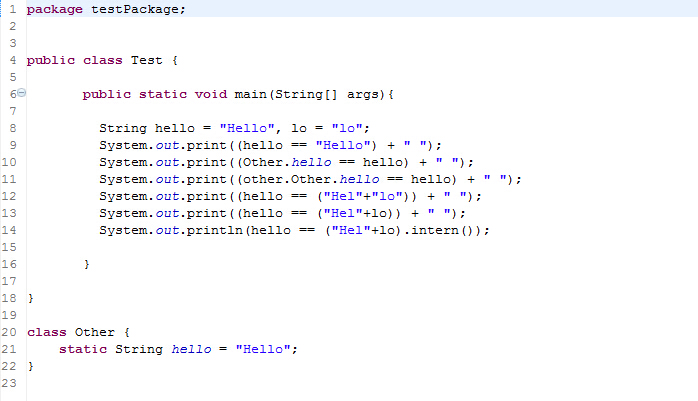 1 package testPackage;
2
3
4 public class Test {
5
6 public static void main(String[] args){
7
8 String hello = "Hello", lo = "lo";
9 System.out.print((hello == "Hello") + " ");
10 System.out.print((Other.hello == hello) + " ");
11 System.out.print((other.Other.hello == hello) + " ");
12 System.out.print((hello == ("Hel"+"lo")) + " ");
13 System.out.print((hello == ("Hel"+lo)) + " ");
14 System.out.println(hello == ("Hel"+lo).intern());
15
16 }
17
18 }
19
20 class Other {
21 static String hello = "Hello";
22 }
23